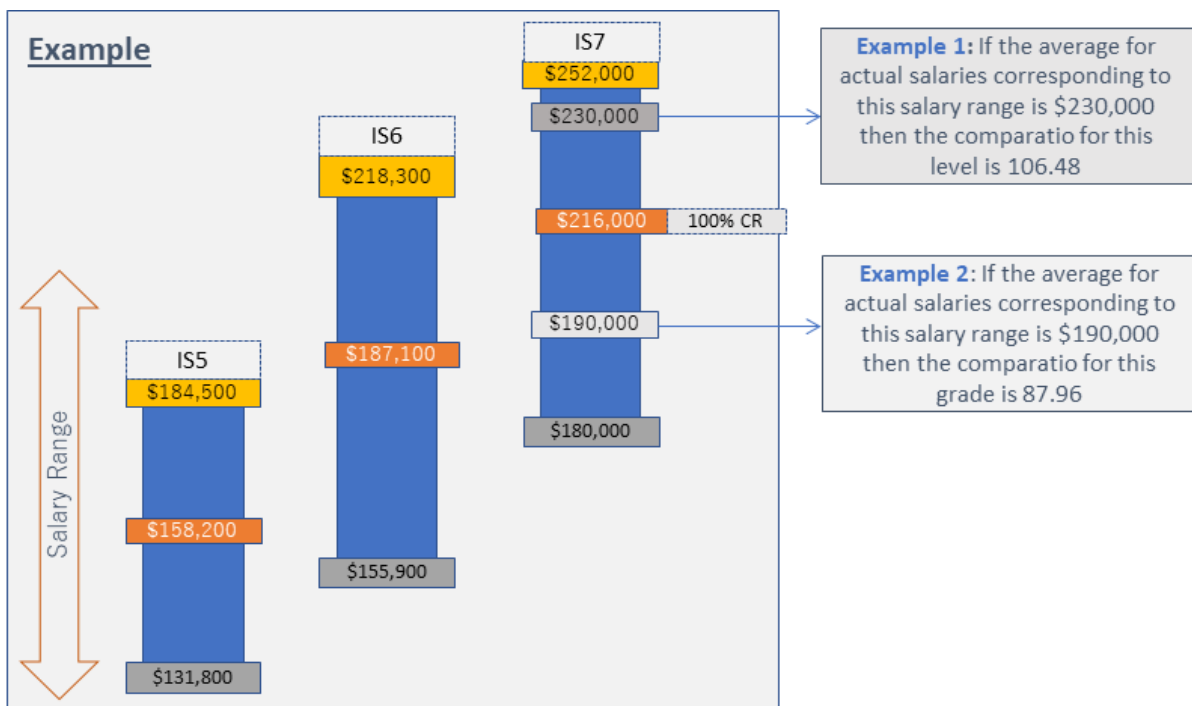 Example
IS7
$252,000
$230,000
$216,000
100% CR
$190,000
$180,000
IS6
$218,300
$187,100
$155,900
IS5
$184,500
$158,200
$131,800
Salary Range
Example 1: If the average for
actual salaries corresponding to
this salary range is $230,000
then the comparatio for this
level is 106.48
Example 2: If the average for
actual salaries corresponding to
this salary range is $190,000
then the comparatio for this
grade is 87.96